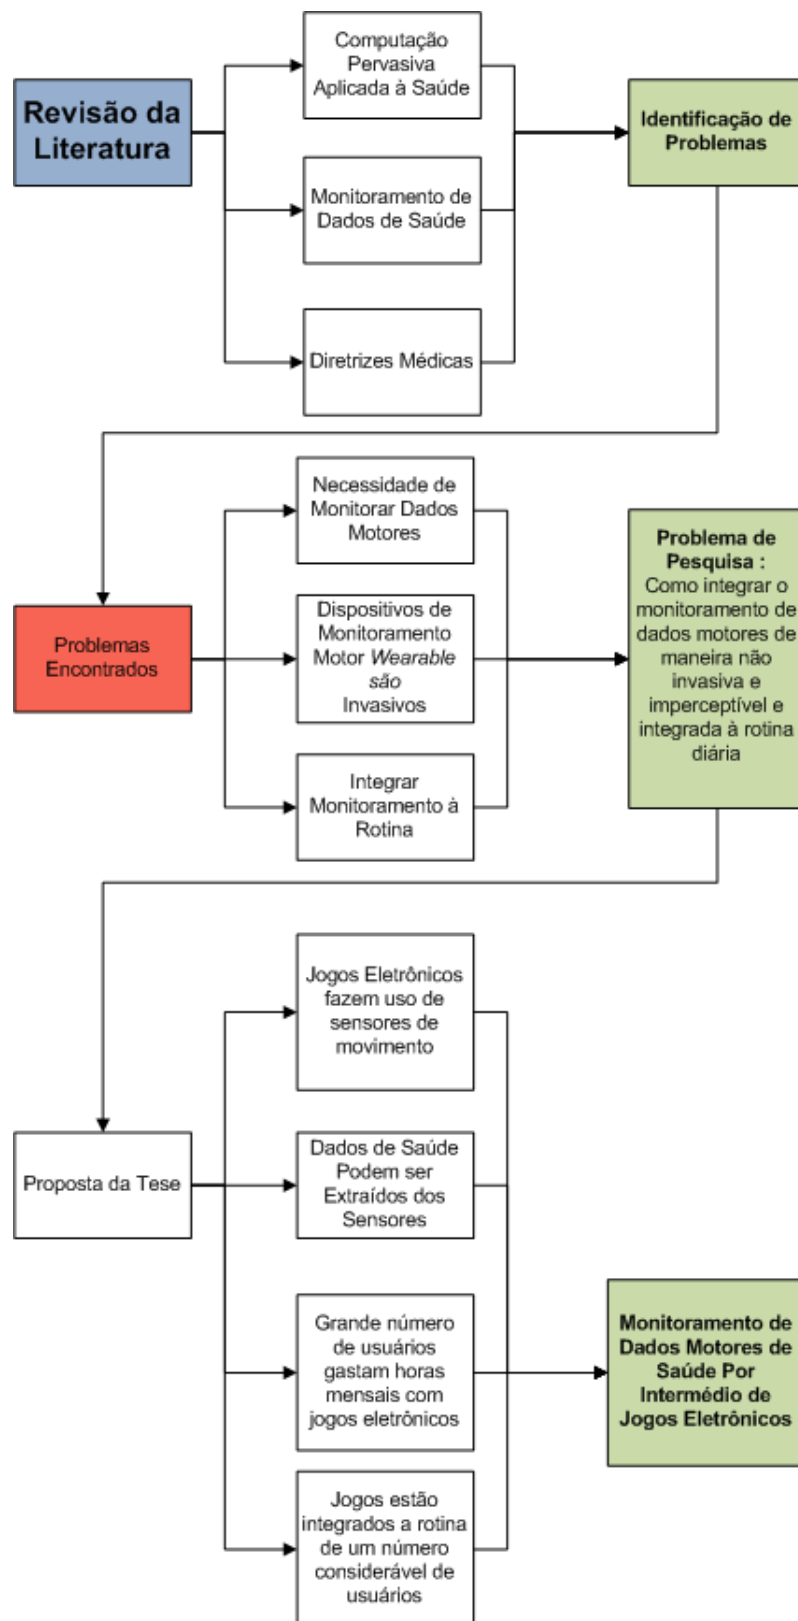 Computação
Pervasiva
Aplicada à Saúde
Revisão da
Literatura
Identificação de
Problemas
Monitoramento de
Dados de Saúde
Diretrizes Médicas
Necessidade de
Monitorar Dados
Motores
Problemas
Encontrados
Dispositivos de
Monitoramento
Motor Wearable
são
Invasivos
Problema de
Pesquisa :
Como integrar o
monitoramento de
dados motores de
maneira não
invasiva e
imperceptível e
integrada à rotina
diária
Integrar
Monitoramento à
Rotina
Jogos Eletrônicos
fazem uso de
sensores de
movimento
Proposta da Tese
Dados de Saúde
Podem ser
Extraídos dos
Sensores
Grande número
de usuários
gastam horas
mensais com
jogos eletrônicos
Monitoramento de
Dados Motores de
Saúde Por
Intermédio de
Jogos Eletrônicos
Jogos estão
integrados a rotina
de um número
considerável de
usuários